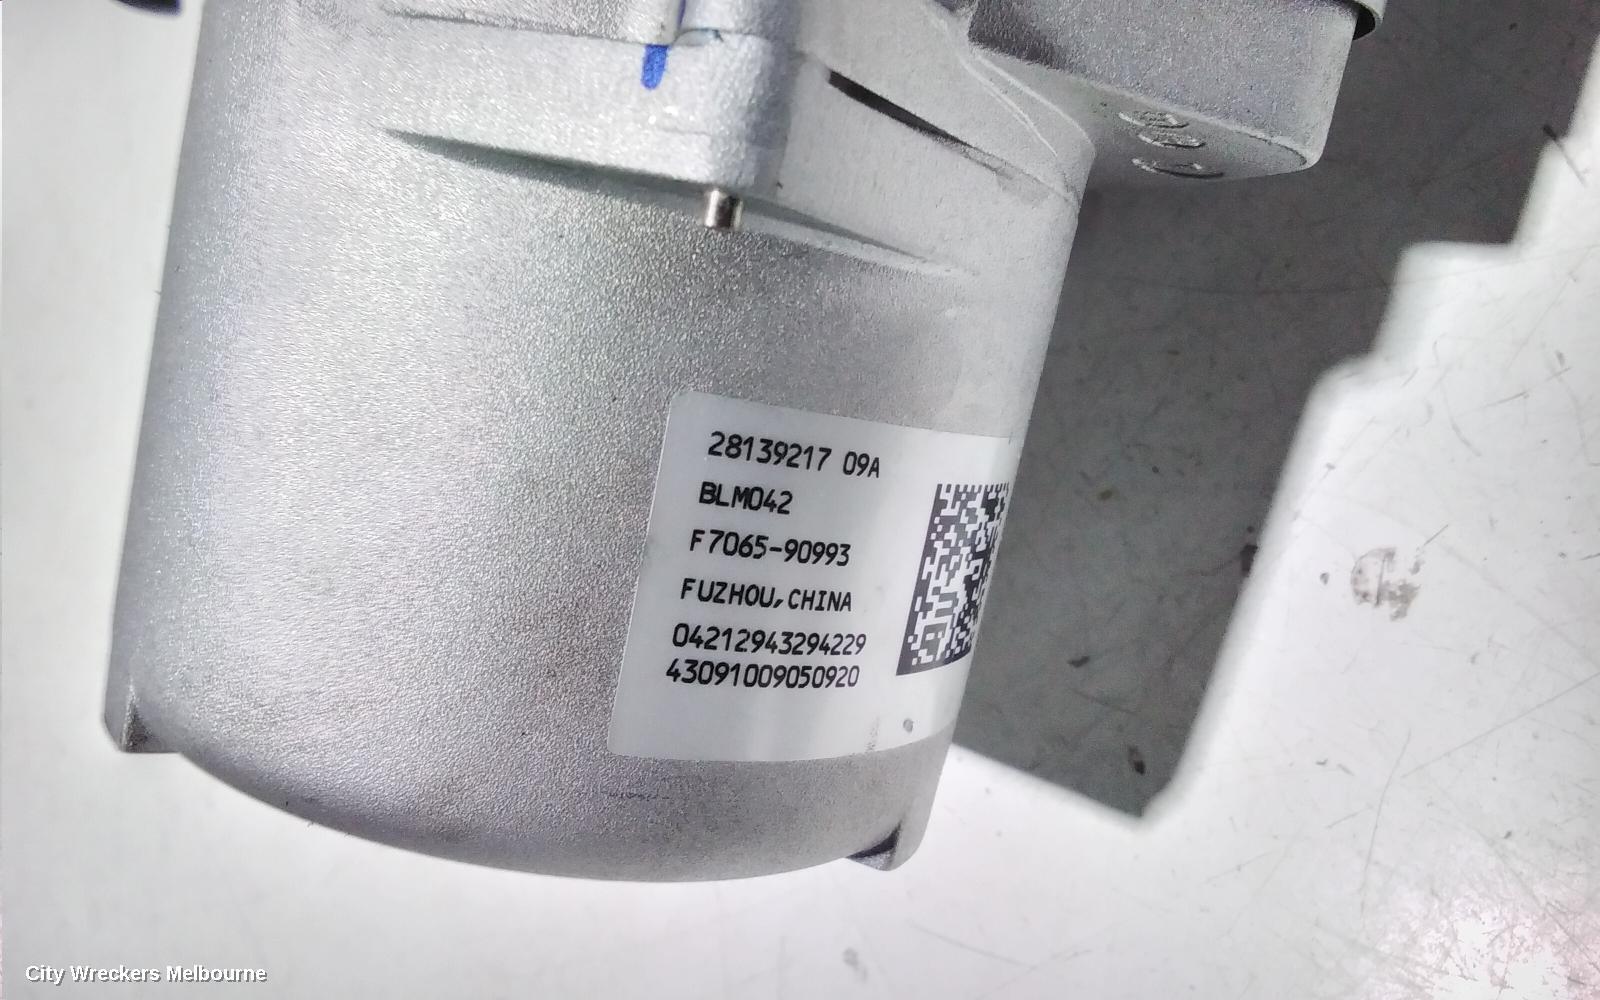 28139217 09A
BLM042
F7065-90993
FUZHOU,CHINA
04212943294229
43091009050920
City Wreckers Melbourne